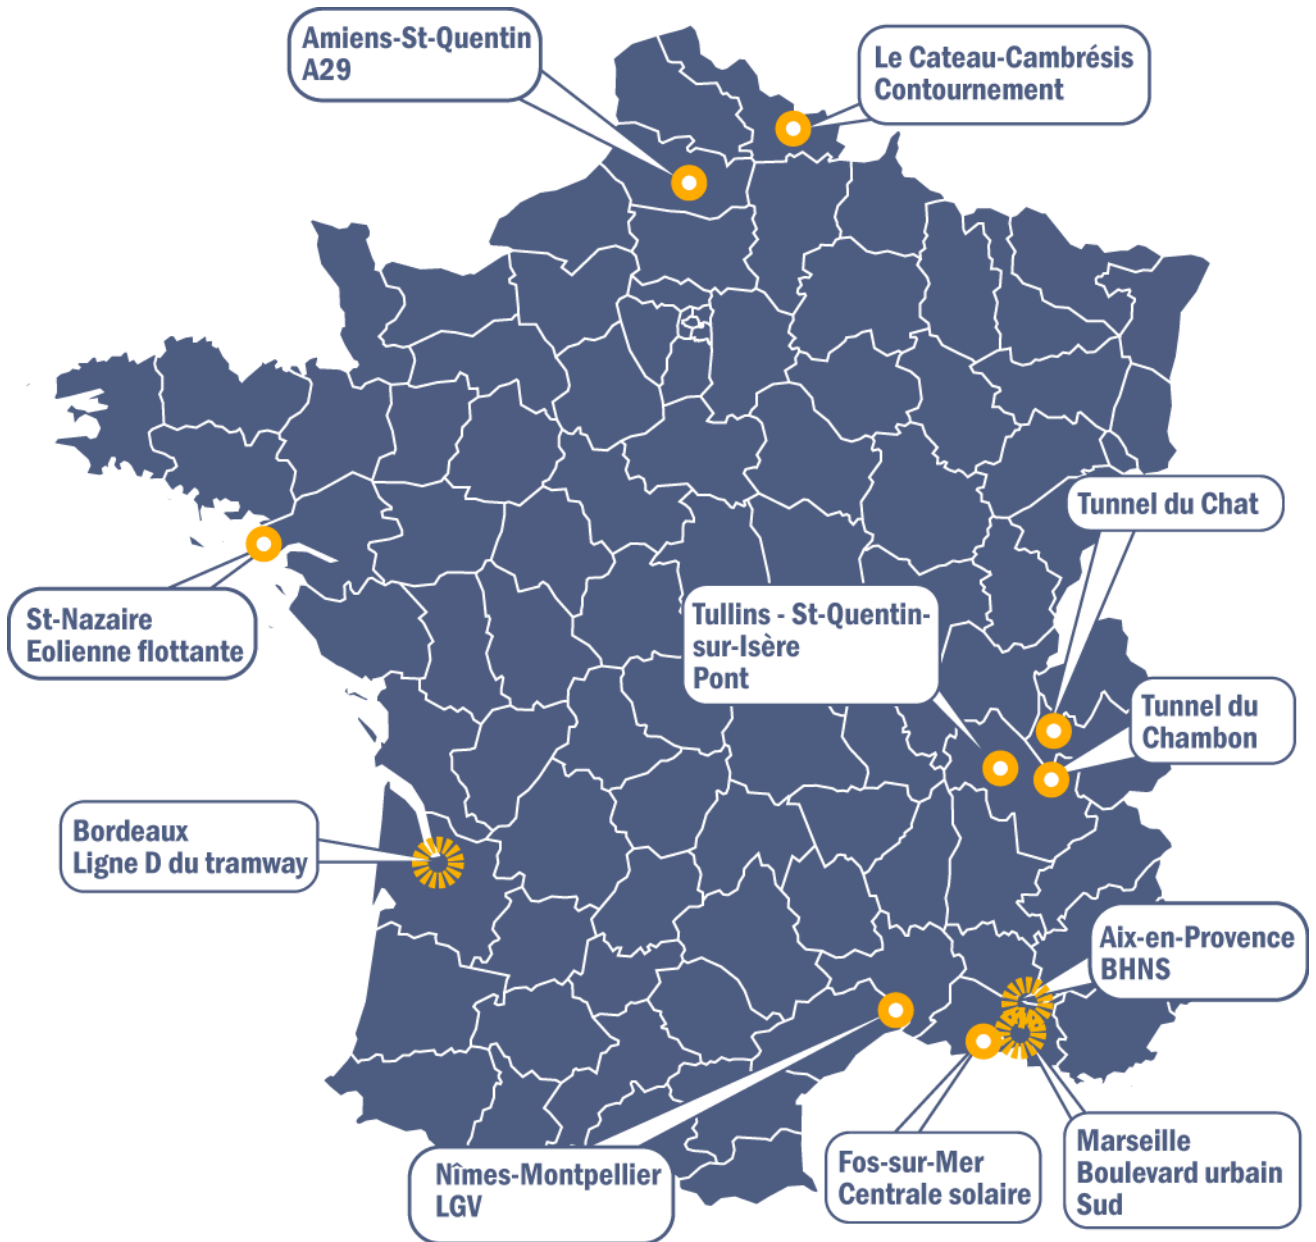 Amiens-St-Quentin
A29
Le Cateau-Cambrésis
Contournement
Tunnel du Chat
St-Nazaire
Eolienne flottante
Tullins - St-Quentin-
sur-Isère
Pont
Tunnel du
Chambon
Bordeaux
Ligne D du tramway
Aix-en-Provence
BHNS
Nîmes-Montpellier
LGV
Fos-sur-Mer
Centrale solaire
Marseille
Boulevard urbain
Sud